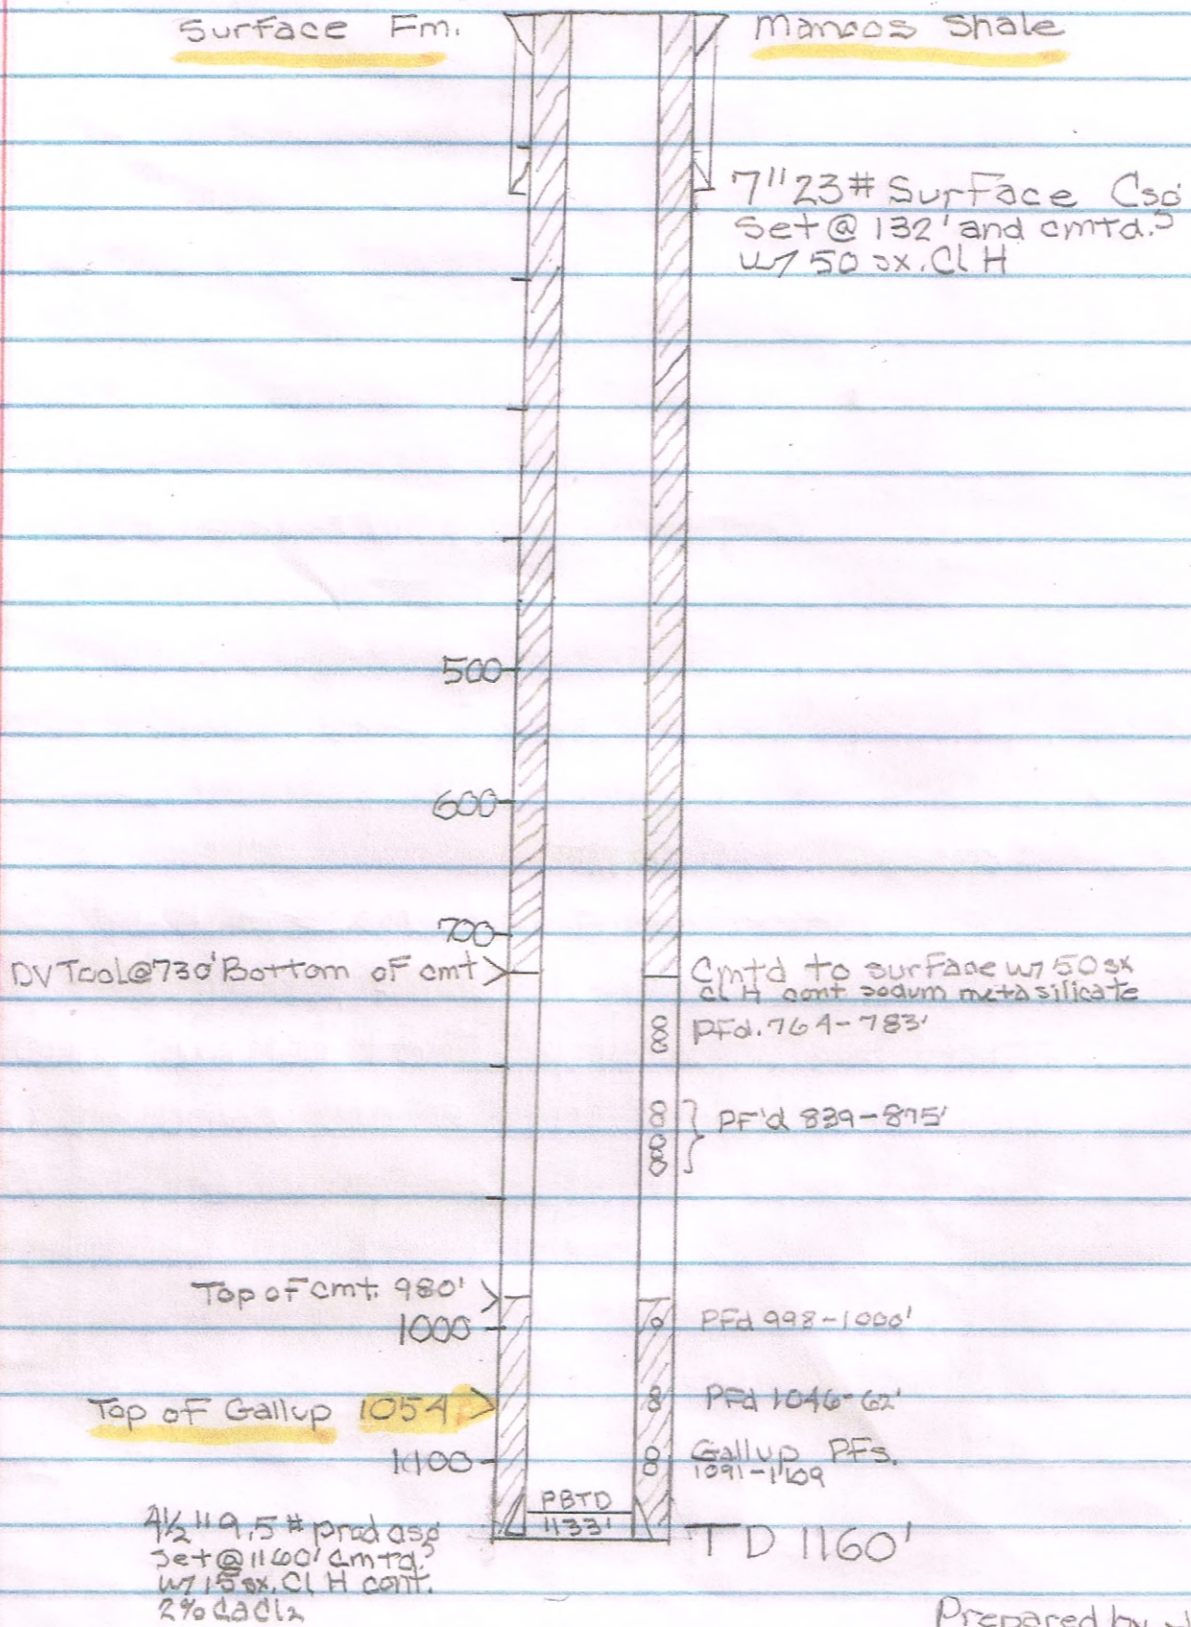 Surface Fm.
Mancos Shale
7" 23# Surface Csg
Set @ 132' and cmtd.
w/ 50 sx. Cl H
500
600
700
DV Tool@730' Bottom of cmt
Cmtd to surface w/ 50 sx
Cl H cont sodum metasilicate
Pfd. 764-783'
Pf'd 839-875'
Top of cmt. 980'
1000
Pfd 998-1000'
Top of Gallup 1054
Pfd 1046-62'
1100
Gallup Pfs.
1091-1109
PBTD
1133'
4½" 9.5# prod csg
Set @ 1160' Cmtd.
w/ 15 sx. Cl H cont.
2% CaCl2
TD 1160'
Prepared by